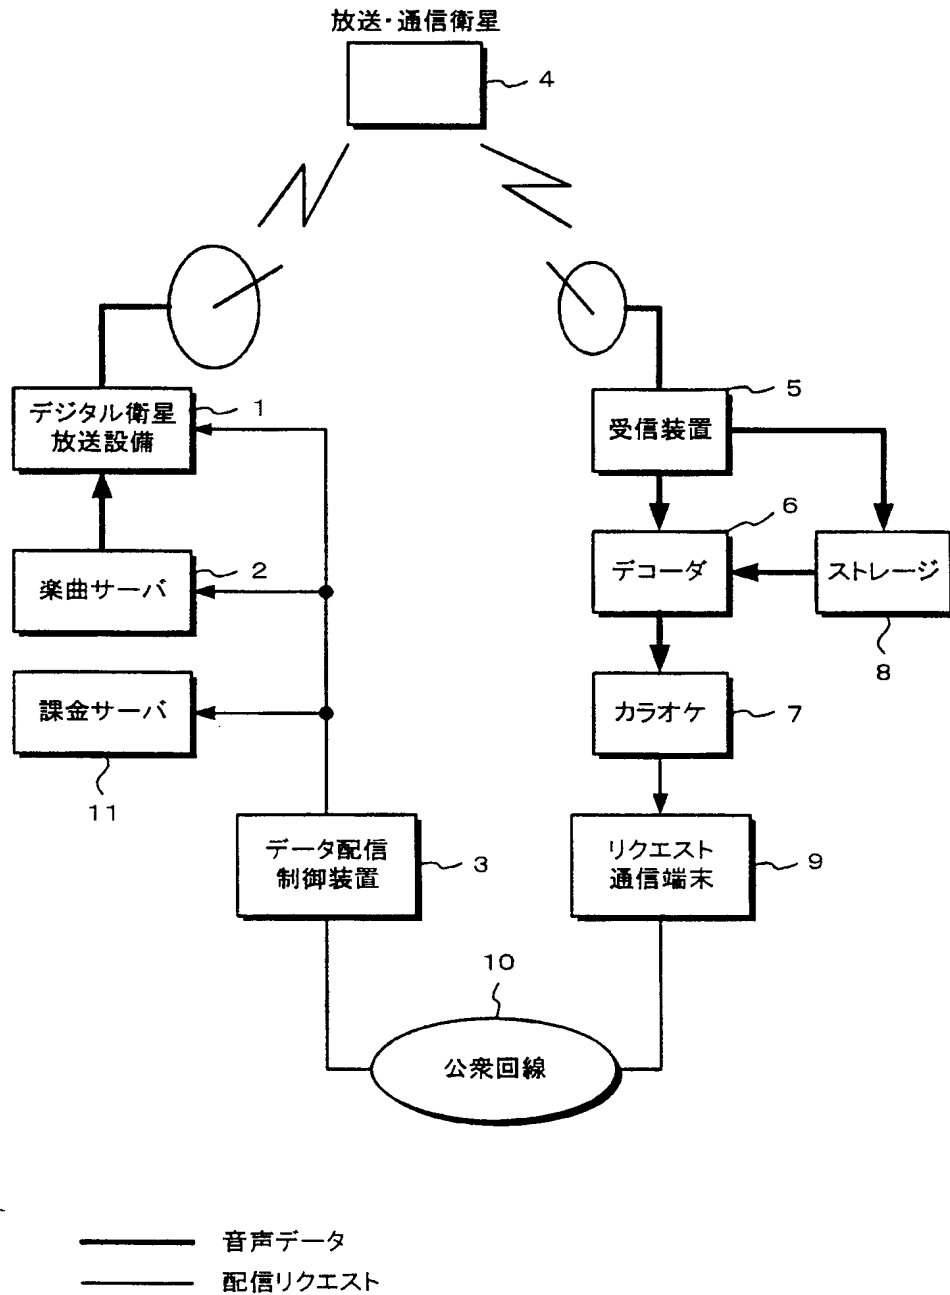 放送・通信衛星
4
デジタル衛星
放送設備
1
5
受信装置
楽曲サーバ
2
6
デコーダ
ストレージ
8
課金サーバ
11
カラオケ
7
データ配信
制御装置
3
リクエスト
通信端末
9
10
公衆回線
音声データ
配信リクエスト